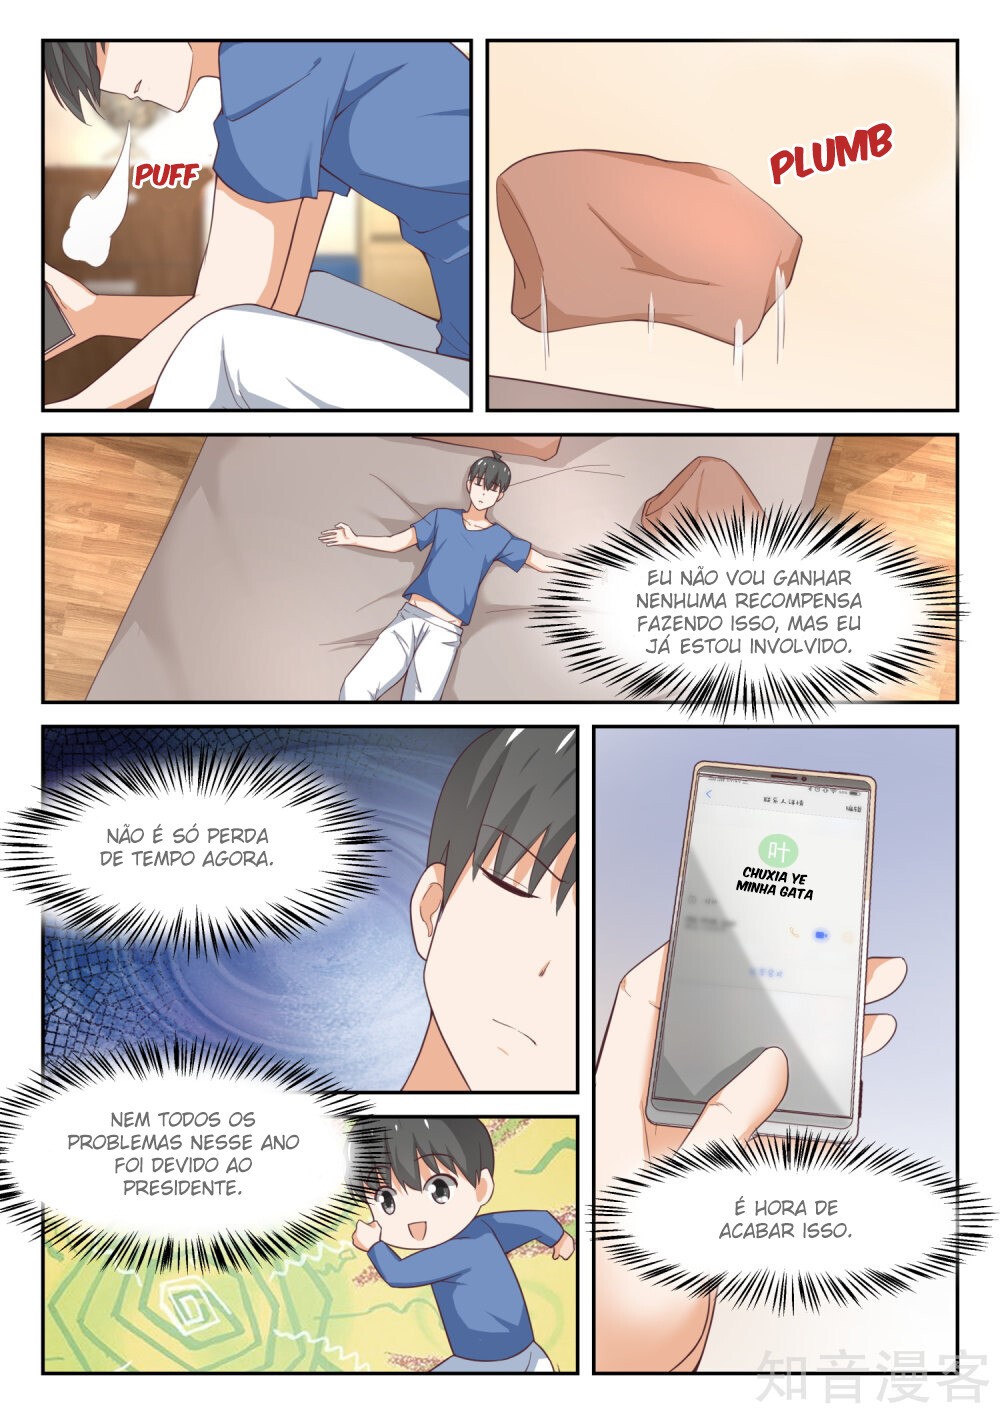 PUFF
PLUMB
EU NÃO VOU GANHAR
NENHUMA RECOMPENSA
FAZENDO ISSO, MAS EU
JÁ ESTOU INVOLVIDO.
NÃO É SÓ PERDA
DE TEMPO AGORA.
叶
CHUXIA YE
MINHA GATA
NEM TODOS OS
PROBLEMAS NESSE ANO
FOI DEVIDO AO
PRESIDENTE.
É HORA DE
ACABAR ISSO.
知音漫客